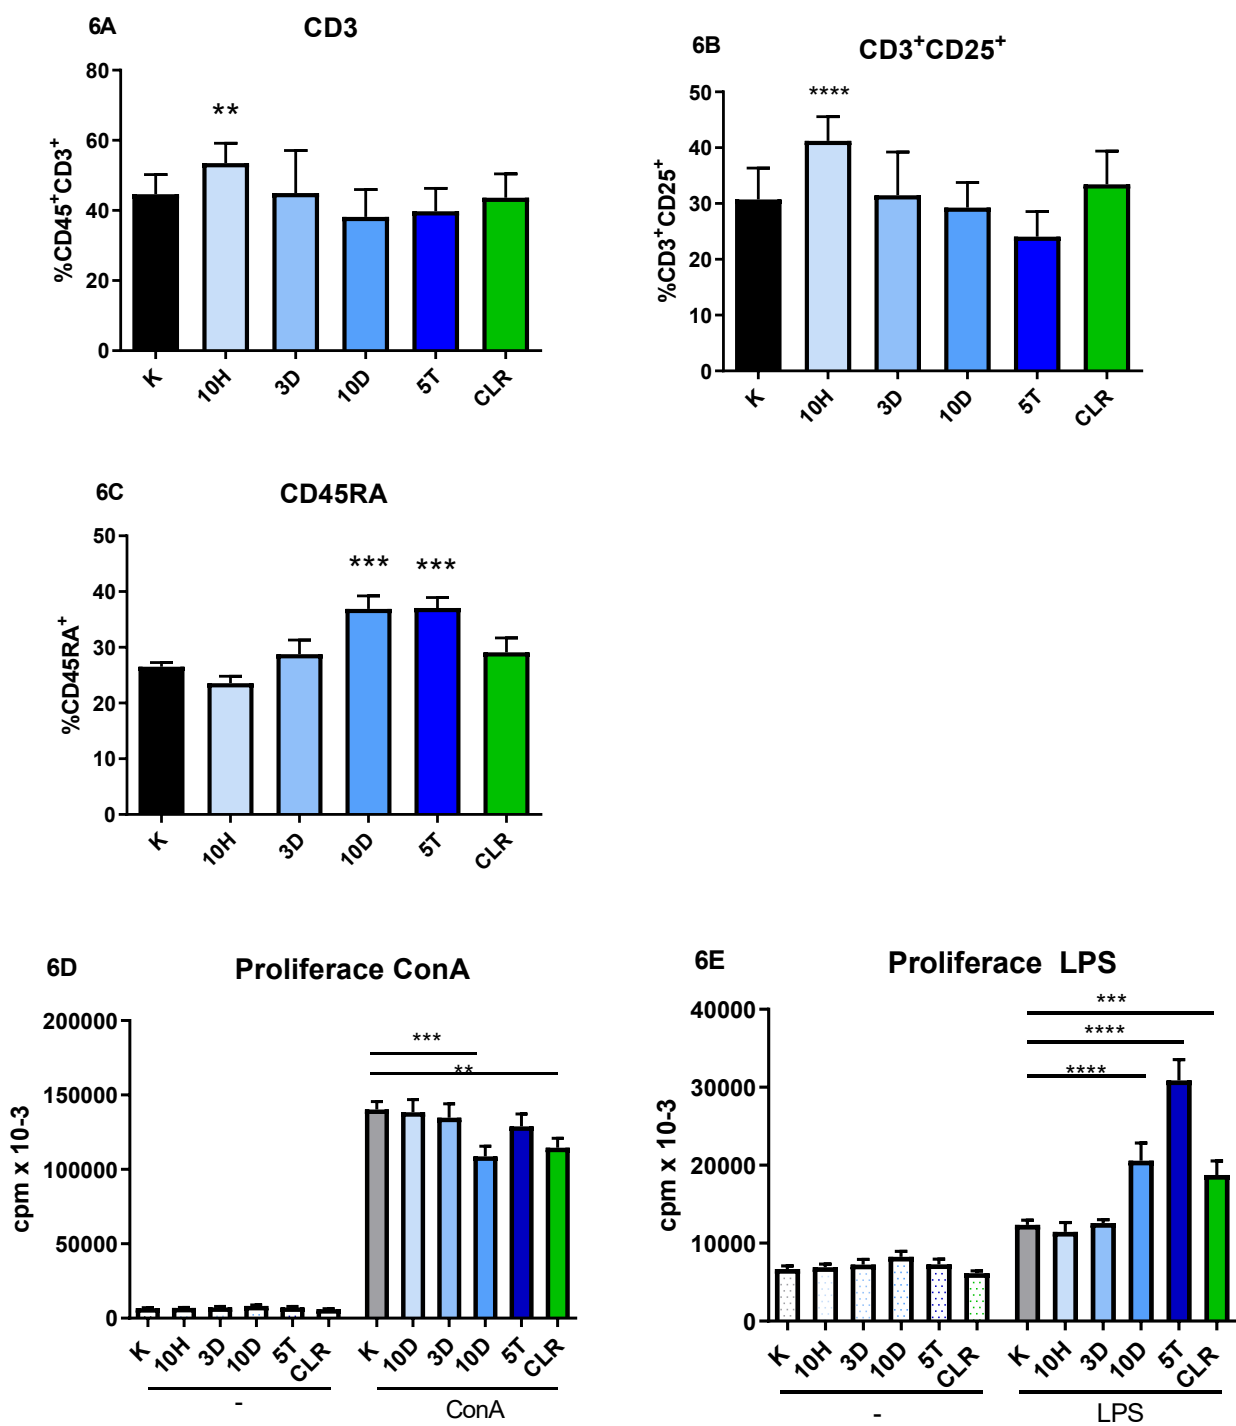 6A CD3
%CD45+CD3+
80
60
40
20
0
**
K 10H 3D 10D 5T CLR
6B CD3+CD25+
%CD3+CD25+
50
40
30
20
10
0
****
K 10H 3D 10D 5T CLR
6C CD45RA
%CD45RA+
50
40
30
20
10
0
*** ***
K 10H 3D 10D 5T CLR
6D Proliferace ConA
cpm x 10-3
200000
150000
100000
50000
0
***
**
K 10H 3D 10D 5T CLR K 10D 3D 10D 5T CLR
- ConA
6E Proliferace LPS
cpm x 10-3
40000
30000
20000
10000
0
***
****
****
K 10H 3D 10D 5T CLR K 10H 3D 10D 5T CLR
- LPS